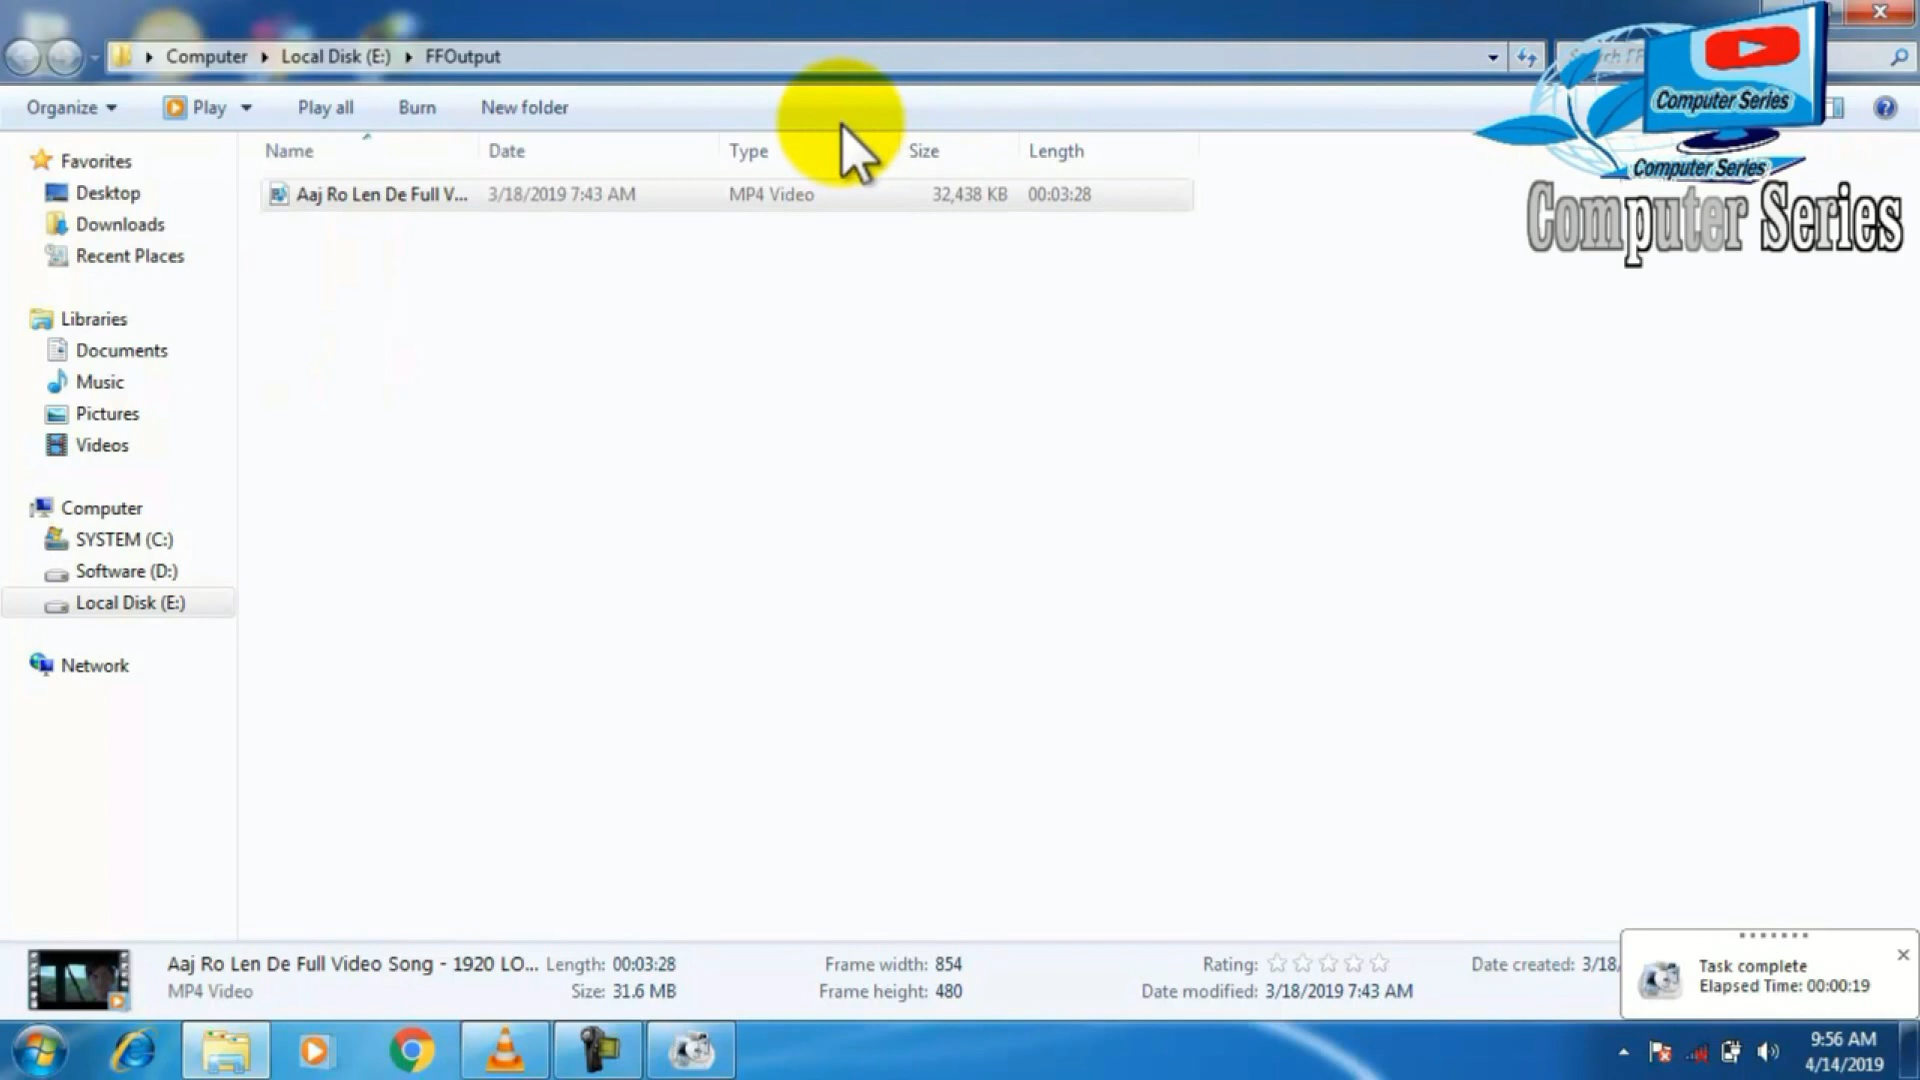 Computer Local Disk (E:) FFOutput
Organize Play Play all Burn New folder
Computer Series
Computer Series
Computer Series
Name Date Type Size Length
Aaj Ro Len De Full V... 3/18/2019 7:43 AM MP4 Video 32,438 KB 00:03:28
Favorites
Desktop
Downloads
Recent Places
Libraries
Documents
Music
Pictures
Videos
Computer
SYSTEM (C:)
Software (D:)
Local Disk (E:)
Network
Aaj Ro Len De Full Video Song - 1920 LO... Length: 00:03:28 Frame width: 854 Rating: Date created: 3/18/
MP4 Video Size: 31.6 MB Frame height: 480 Date modified: 3/18/2019 7:43 AM
Task complete
Elapsed Time: 00:00:19
9:56 AM
4/14/2019